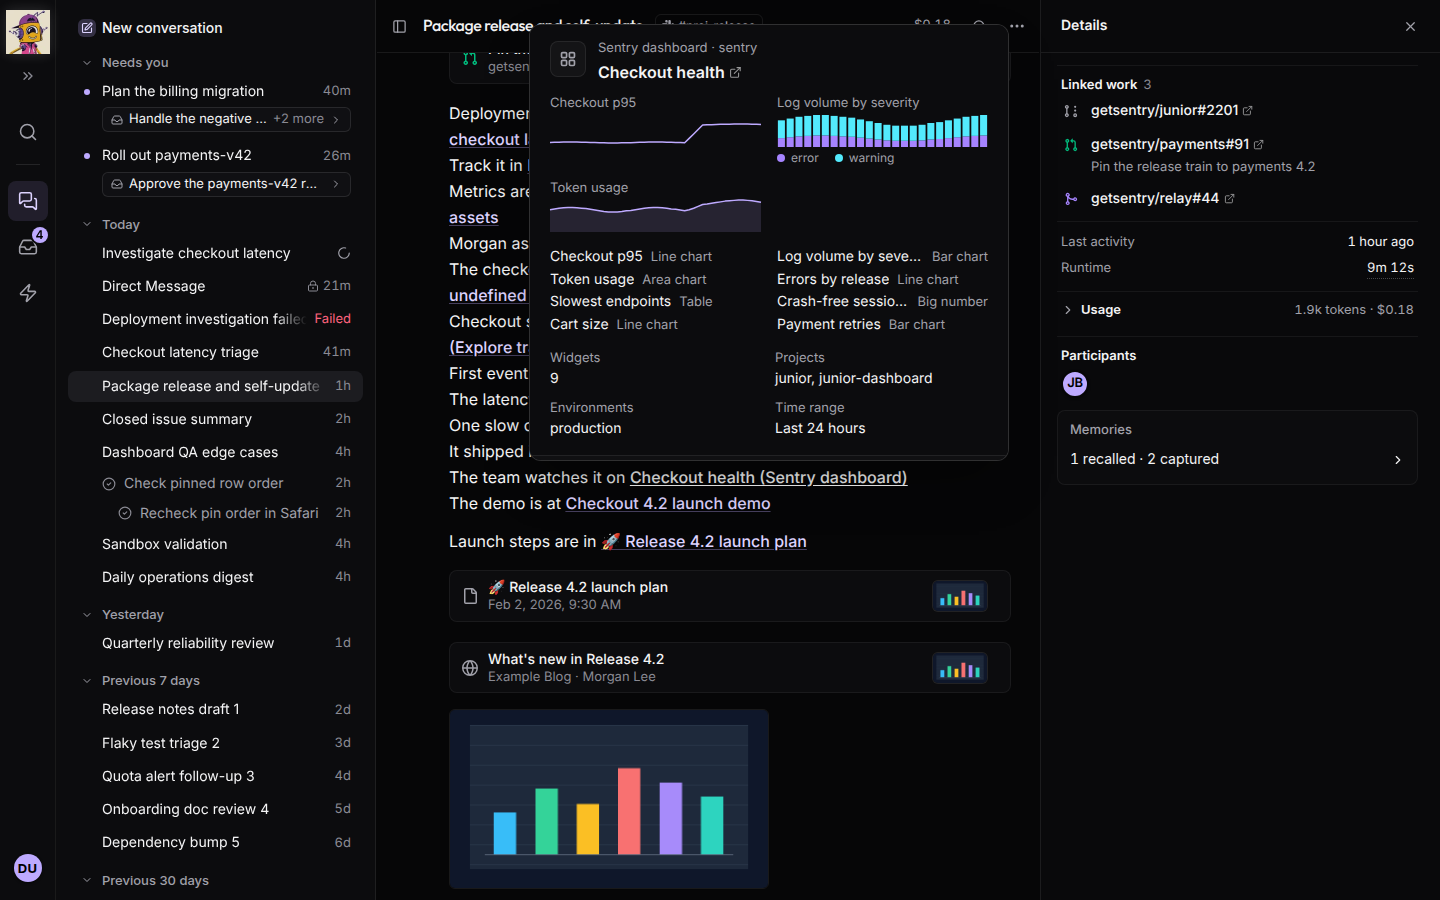 New conversation
Needs you
Plan the billing migration 40m
Handle the negative ... +2 more
Roll out payments-v42 26m
Approve the payments-v42 r...
Today
Investigate checkout latency
Direct Message 21m
Deployment investigation failed Failed
Checkout latency triage 41m
Package release and self-update 1h
Closed issue summary 2h
Dashboard QA edge cases 4h
Check pinned row order 2h
Recheck pin order in Safari 2h
Sandbox validation 4h
Daily operations digest 4h
Yesterday
Quarterly reliability review 1d
Previous 7 days
Release notes draft 1 2d
Flaky test triage 2 3d
Quota alert follow-up 3 4d
Onboarding doc review 4 5d
Dependency bump 5 6d
Previous 30 days
4
DU
Package release and self-update
$0.18
getsen
Deploymen
checkout l
Track it in
Metrics are
assets
Morgan as
The check
undefined
Checkout s
(Explore tr
First event
The latenc
One slow
It shipped
The team watches it on Checkout health (Sentry dashboard)
The demo is at Checkout 4.2 launch demo
Launch steps are in 🚀 Release 4.2 launch plan
🚀 Release 4.2 launch plan
Feb 2, 2026, 9:30 AM
What's new in Release 4.2
Example Blog · Morgan Lee
Sentry dashboard · sentry
Checkout health
Checkout p95
Log volume by severity
error warning
Token usage
Checkout p95 Line chart
Log volume by seve... Bar chart
Token usage Area chart
Errors by release Line chart
Slowest endpoints Table
Crash-free sessio... Big number
Cart size Line chart
Payment retries Bar chart
Widgets
9
Projects
junior, junior-dashboard
Environments
production
Time range
Last 24 hours
Details
Linked work 3
getsentry/junior#2201
getsentry/payments#91
Pin the release train to payments 4.2
getsentry/relay#44
Last activity 1 hour ago
Runtime 9m 12s
Usage 1.9k tokens · $0.18
Participants
JB
Memories
1 recalled · 2 captured